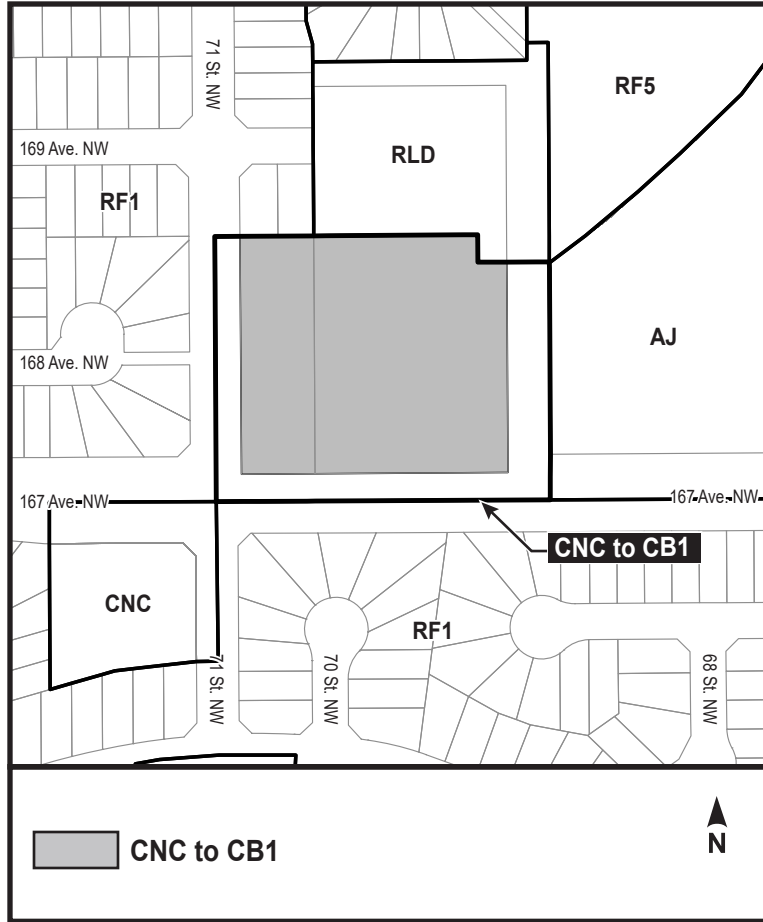 71 St. NW
RF5
169 Ave. NW
RLD
RF1
AJ
168 Ave. NW
167 Ave. NW
167 Ave. NW
CNC to CB1
CNC
RF1
71 St. NW
70 St. NW
68 St. NW
CNC to CB1
N